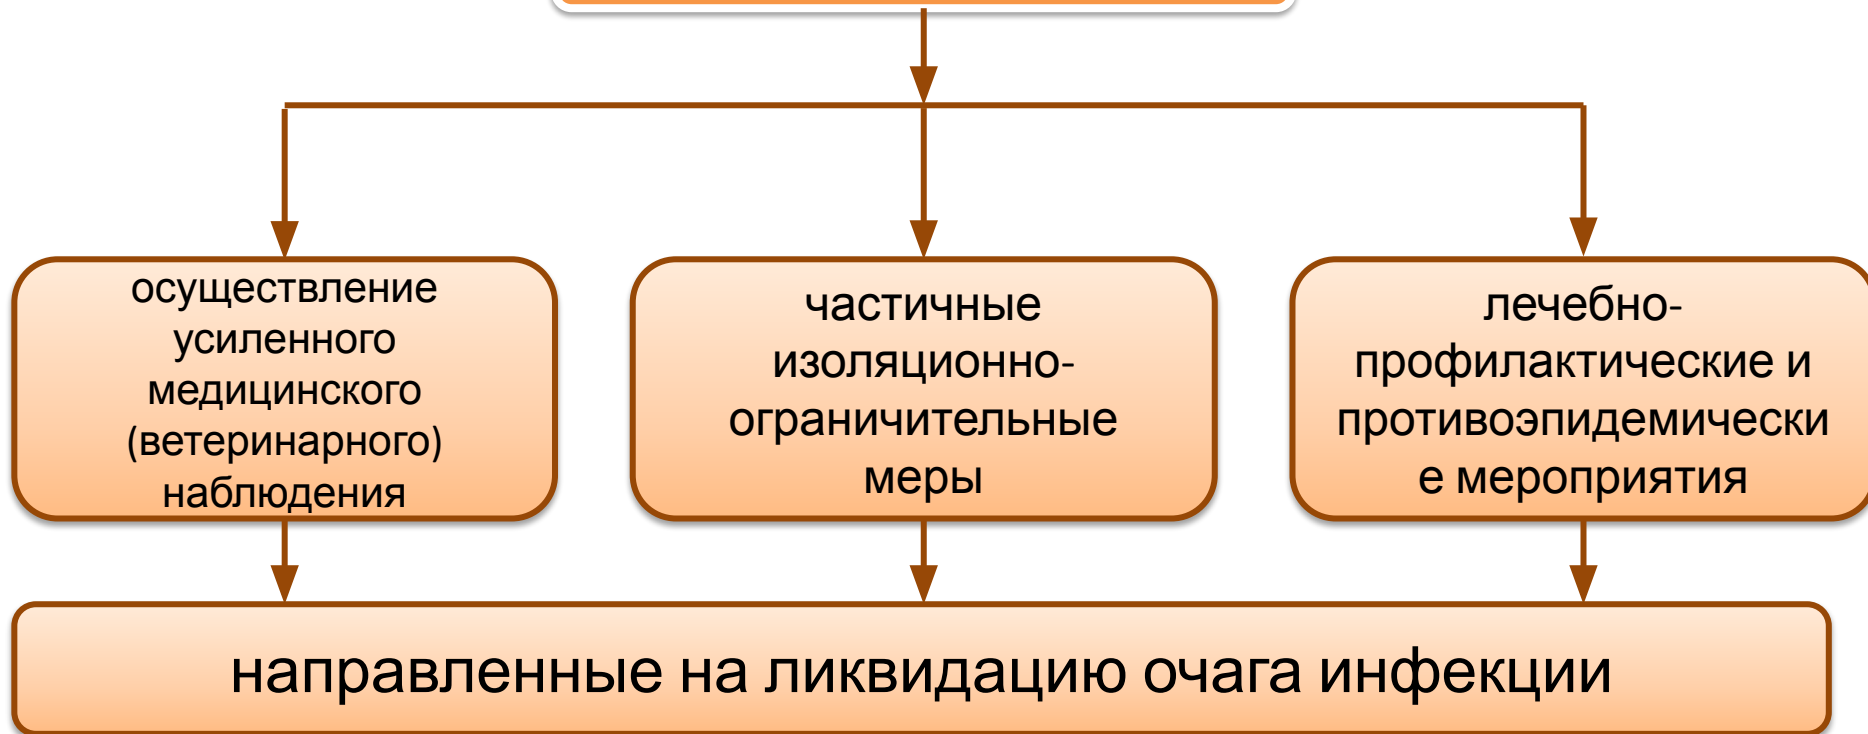 осуществление
усиленного
медицинского
(ветеринарного)
наблюдения
частичные
изоляционно-
ограничительные
меры
лечебно-
профилактические и
противоэпидемически
е мероприятия
направленные на ликвидацию очага инфекции